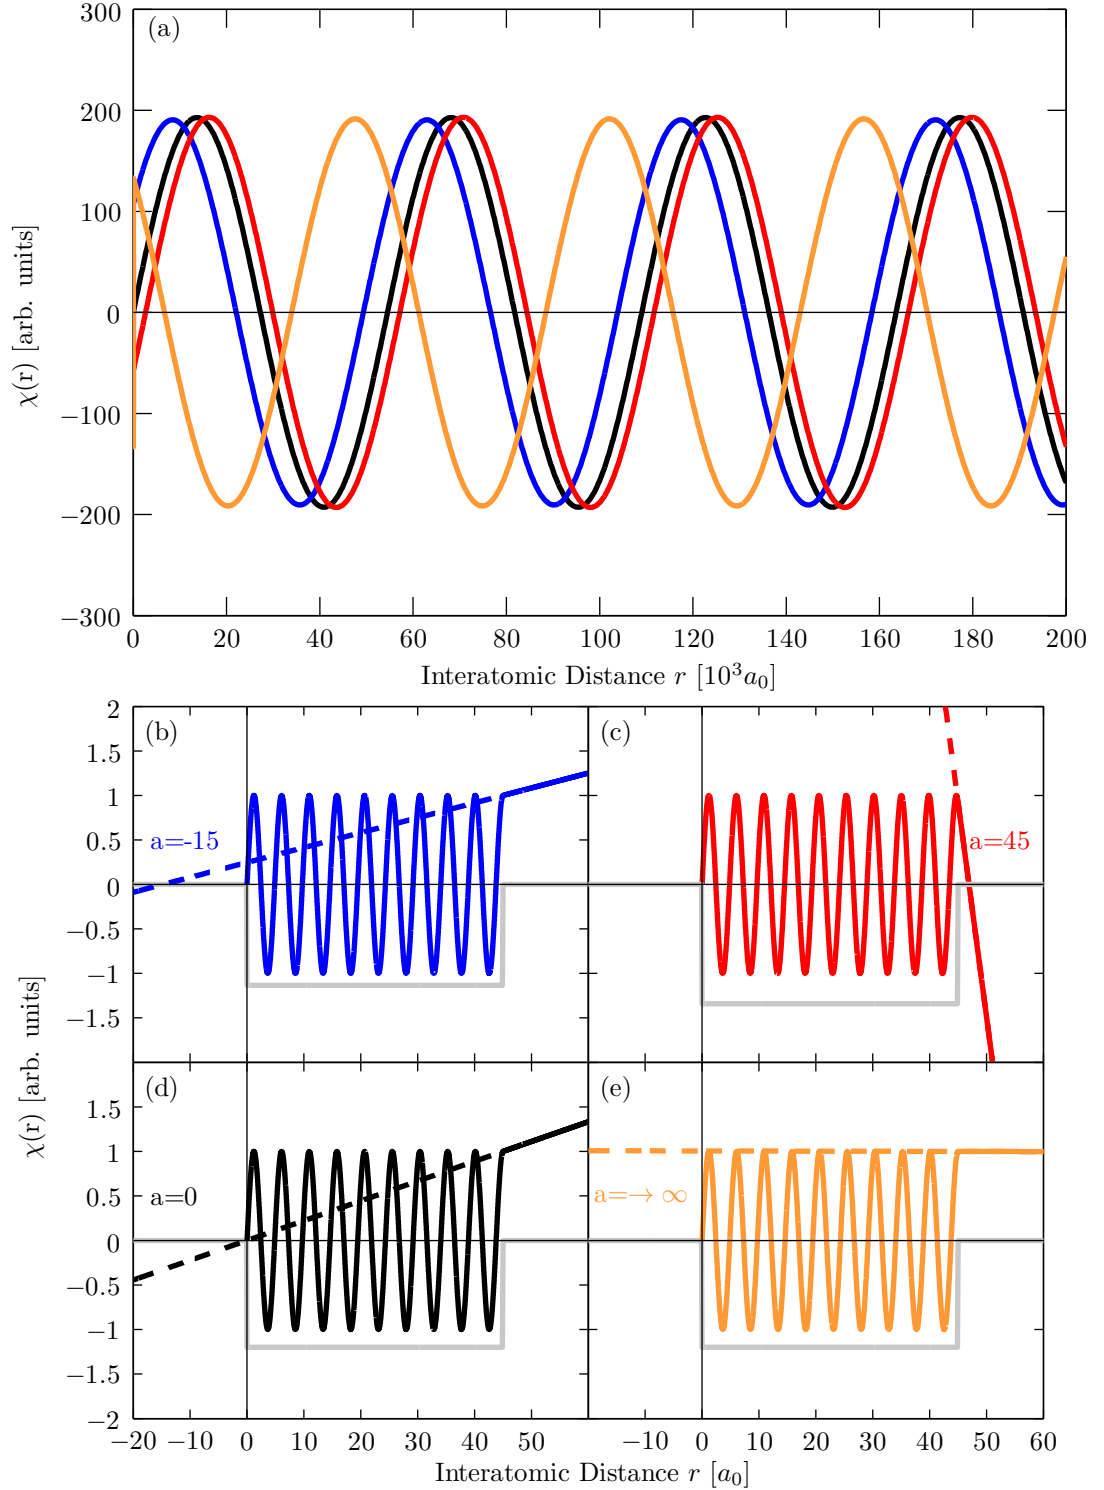 300
(a)
200
100
0
−100
−200
−300
χ(r) [arb. units]
0 20 40 60 80 100 120 140 160 180 200
Interatomic Distance r [10³a₀]
2
(b)
(c)
1.5
1
0.5
a=-15
a=45
0
−0.5
−1
−1.5
χ(r) [arb. units]
(d)
(e)
1.5
1
0.5
a=0
a=→ ∞
0
−0.5
−1
−1.5
−2
−20 −10 0 10 20 30 40 50
−10 0 10 20 30 40 50 60
Interatomic Distance r [a₀]